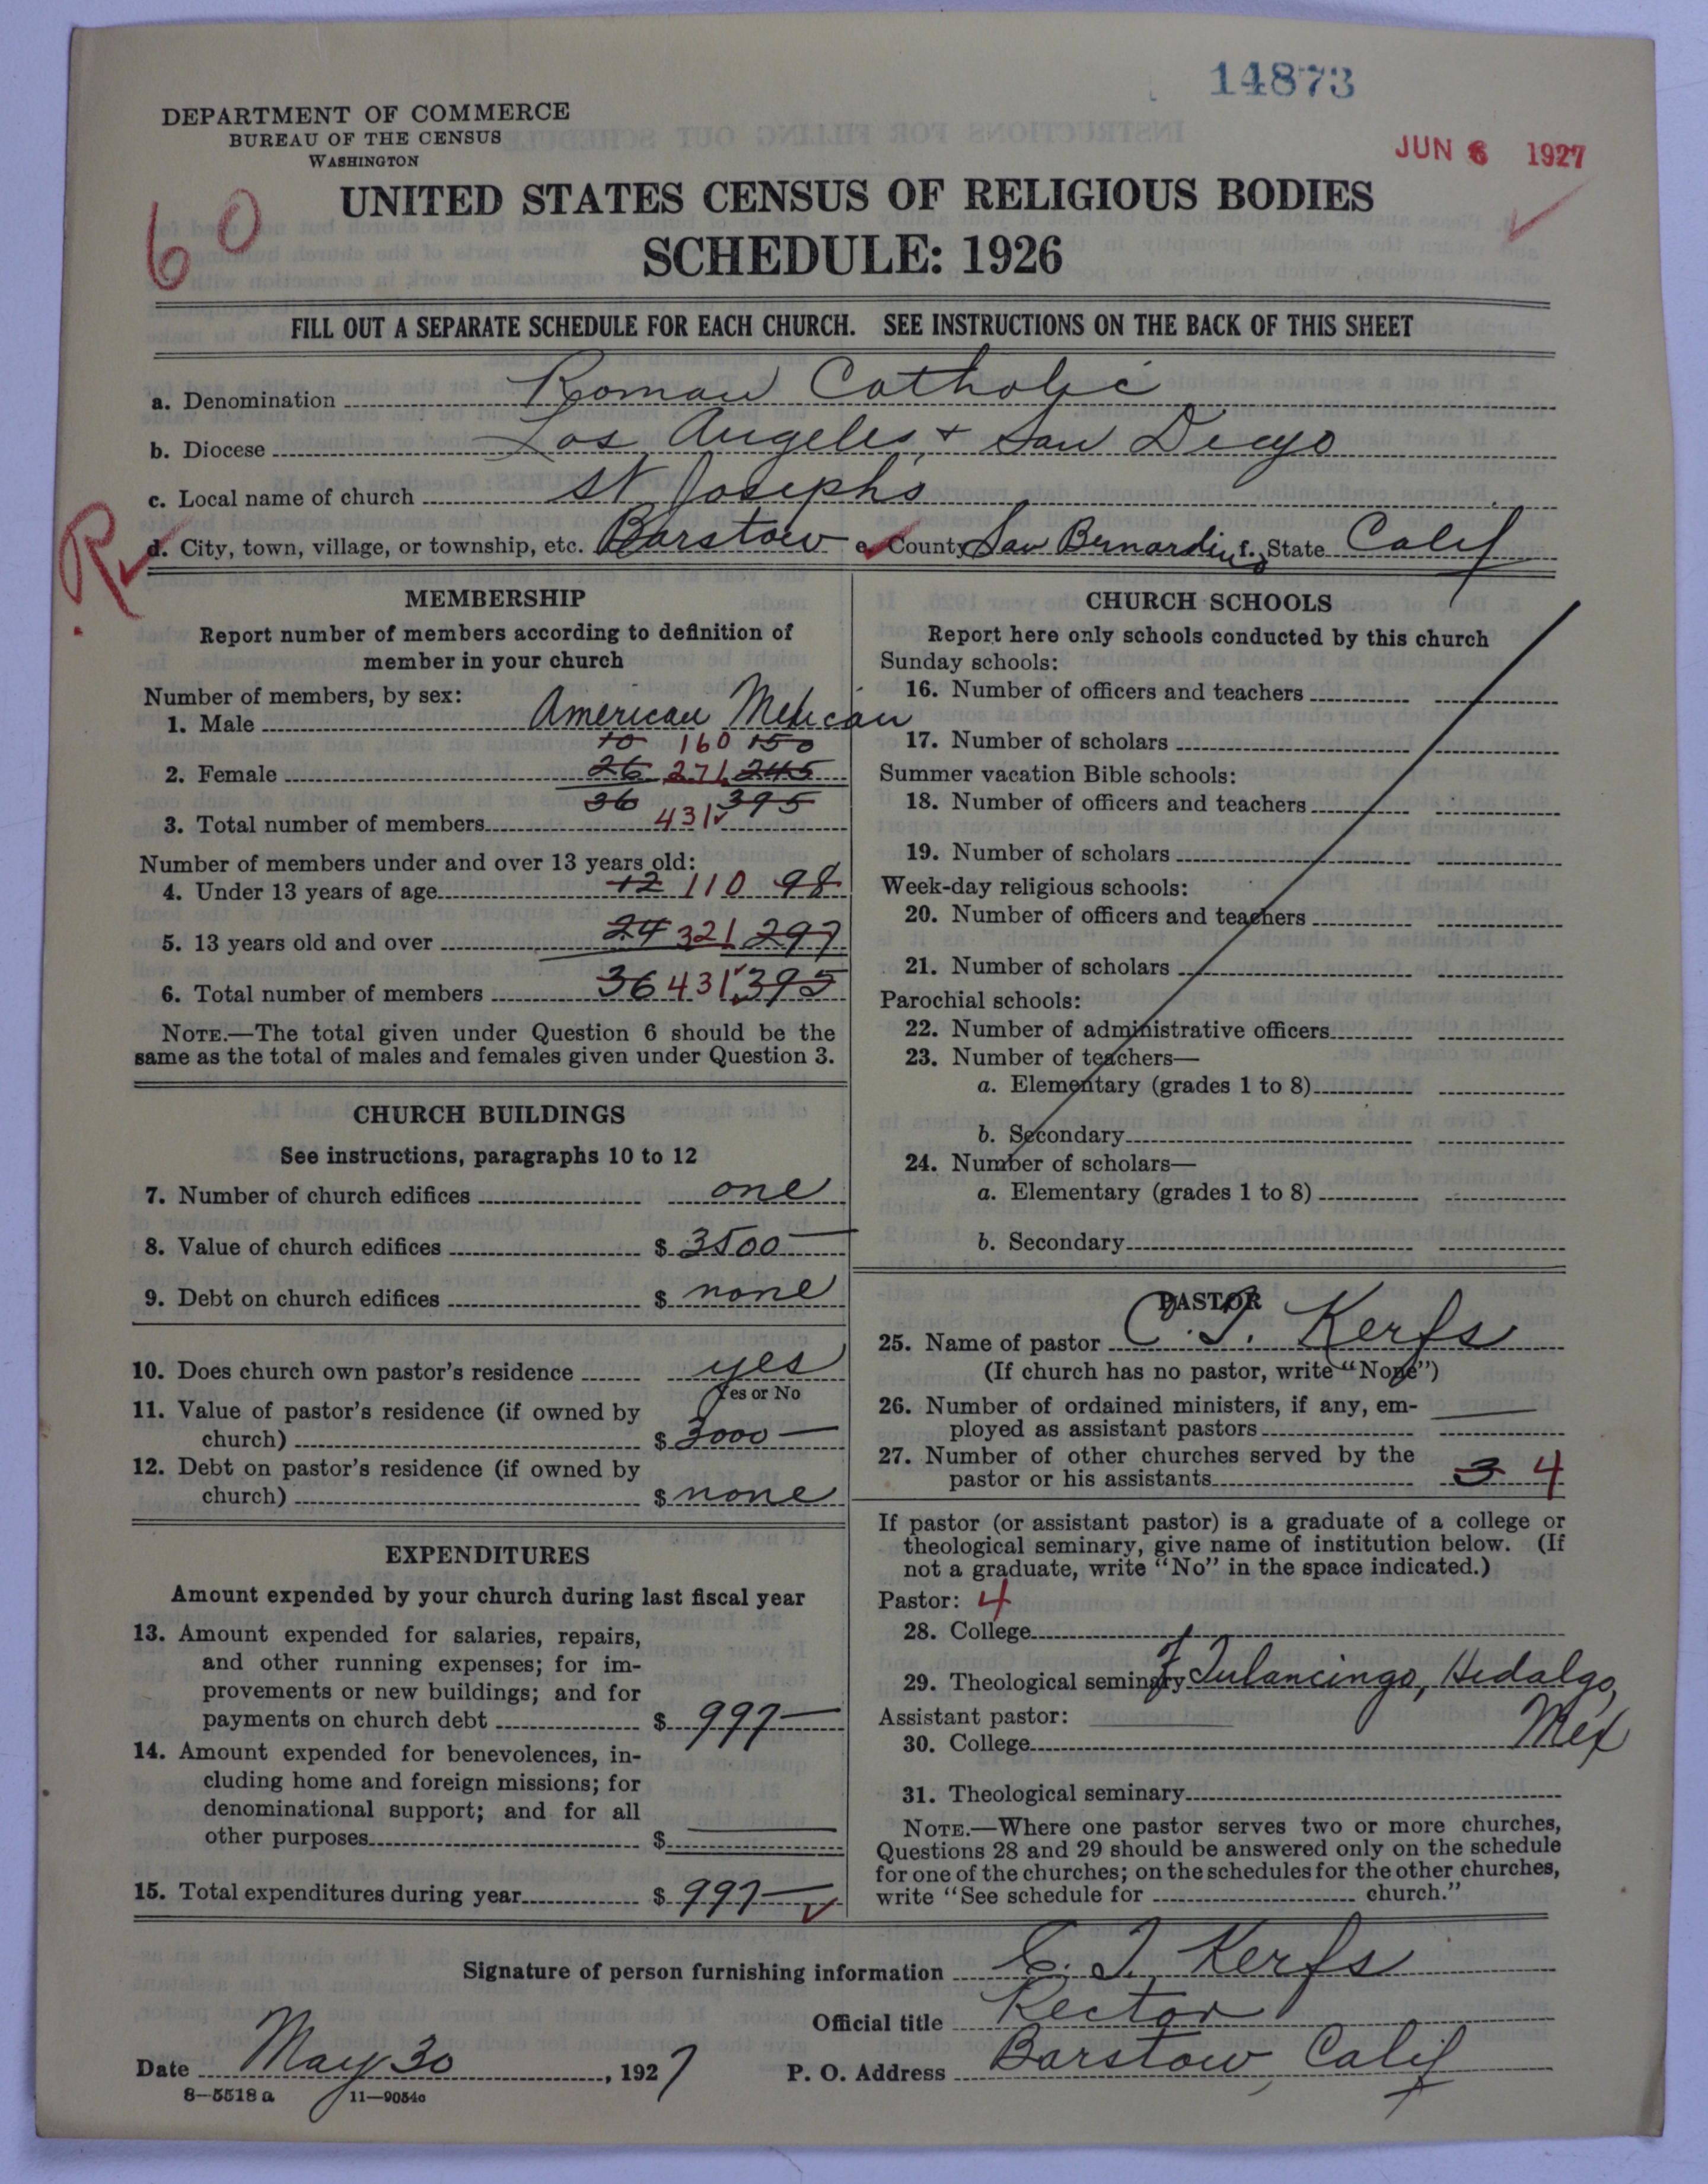 14873
DEPARTMENT OF COMMERCE
BUREAU OF THE CENSUS
WASHINGTON
JUN 6 1927
60
UNITED STATES CENSUS OF RELIGIOUS BODIES
SCHEDULE: 1926
FILL OUT A SEPARATE SCHEDULE FOR EACH CHURCH. SEE INSTRUCTIONS ON THE BACK OF THIS SHEET
a. Denomination Roman Catholic
b. Diocese Los Angeles + San Diego
c. Local name of church St Josephs
R
d. City, town, village, or township, etc. Barstow e. County San Bernardino f. State Calif
MEMBERSHIP
Report number of members according to definition of
member in your church
Number of members, by sex:
1. Male American Mexican
10 160 150
2. Female 26 271 245
36 395
3. Total number of members 431
Number of members under and over 13 years old:
4. Under 13 years of age 12 110 98
5. 13 years old and over 24 321 297
6. Total number of members 36 431 395
NOTE.—The total given under Question 6 should be the
same as the total of males and females given under Question 3.
CHURCH BUILDINGS
See instructions, paragraphs 10 to 12
7. Number of church edifices one
8. Value of church edifices $ 3500
9. Debt on church edifices $ none
10. Does church own pastor's residence yes
Yes or No
11. Value of pastor's residence (if owned by
church) $ 3000
12. Debt on pastor's residence (if owned by
church) $ none
EXPENDITURES
Amount expended by your church during last fiscal year
13. Amount expended for salaries, repairs,
and other running expenses; for im-
provements or new buildings; and for
payments on church debt $ 997
14. Amount expended for benevolences, in-
cluding home and foreign missions; for
denominational support; and for all
other purposes $
15. Total expenditures during year $ 997
CHURCH SCHOOLS
Report here only schools conducted by this church
Sunday schools:
16. Number of officers and teachers
17. Number of scholars
Summer vacation Bible schools:
18. Number of officers and teachers
19. Number of scholars
Week-day religious schools:
20. Number of officers and teachers
21. Number of scholars
Parochial schools:
22. Number of administrative officers
23. Number of teachers—
a. Elementary (grades 1 to 8)
b. Secondary
24. Number of scholars—
a. Elementary (grades 1 to 8)
b. Secondary
PASTOR
25. Name of pastor C. T. Kerfs
(If church has no pastor, write "None")
26. Number of ordained ministers, if any, em-
ployed as assistant pastors
27. Number of other churches served by the
pastor or his assistants 3 4
If pastor (or assistant pastor) is a graduate of a college or
theological seminary, give name of institution below. (If
not a graduate, write "No" in the space indicated.)
Pastor: 4
28. College
29. Theological seminary of Tulancingo, Hidalgo,
Mex
Assistant pastor:
30. College
31. Theological seminary
NOTE.—Where one pastor serves two or more churches,
Questions 28 and 29 should be answered only on the schedule
for one of the churches; on the schedules for the other churches,
write "See schedule for church."
Signature of person furnishing information C. T. Kerfs
Official title Rector
Date May 30, 1927 P. O. Address Barstow, Calif
8—5518 a 11—9054c